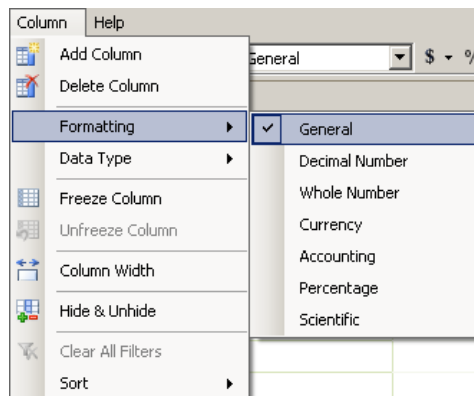 Column Help
Add Column
General
$
%
Delete Column
Formatting
General
Data Type
Decimal Number
Whole Number
Freeze Column
Currency
Unfreeze Column
Accounting
Column Width
Percentage
Hide & Unhide
Scientific
Clear All Filters
Sort